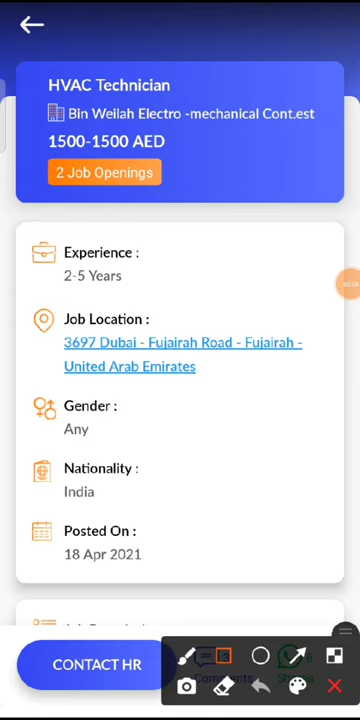 HVAC Technician
Bin Weilah Electro -mechanical Cont.est
1500-1500 AED
2 Job Openings
Experience :
2-5 Years
Job Location :
3697 Dubai - Fujairah Road - Fujairah -
United Arab Emirates
Gender :
Any
Nationality :
India
Posted On :
18 Apr 2021
CONTACT HR
Comments